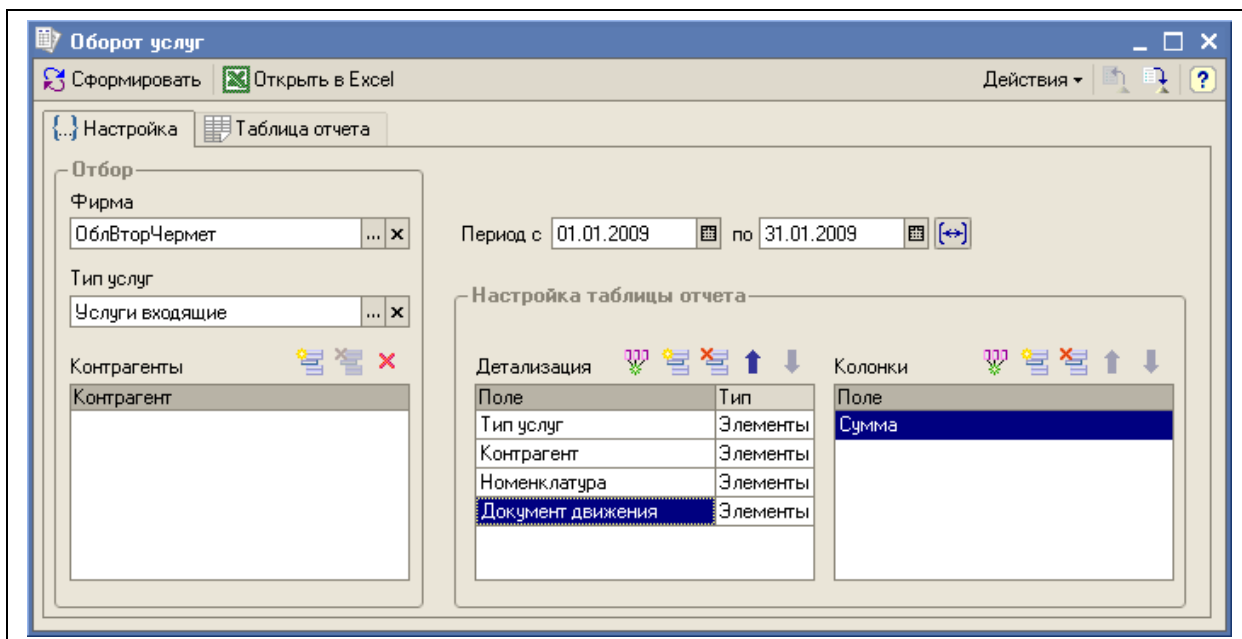 Оборот услуг
Сформировать Открыть в Excel Действия
{...} Настройка Таблица отчета
Отбор
Фирма
ОблВторЧермет ... x
Период с 01.01.2009 по 31.01.2009
Тип услуг
Услуги входящие ... x
Настройка таблицы отчета
Контрагенты
Детализация Колонки
Контрагент
Поле Тип Поле
Тип услуг Элементы Сумма
Контрагент Элементы
Номенклатура Элементы
Документ движения Элементы